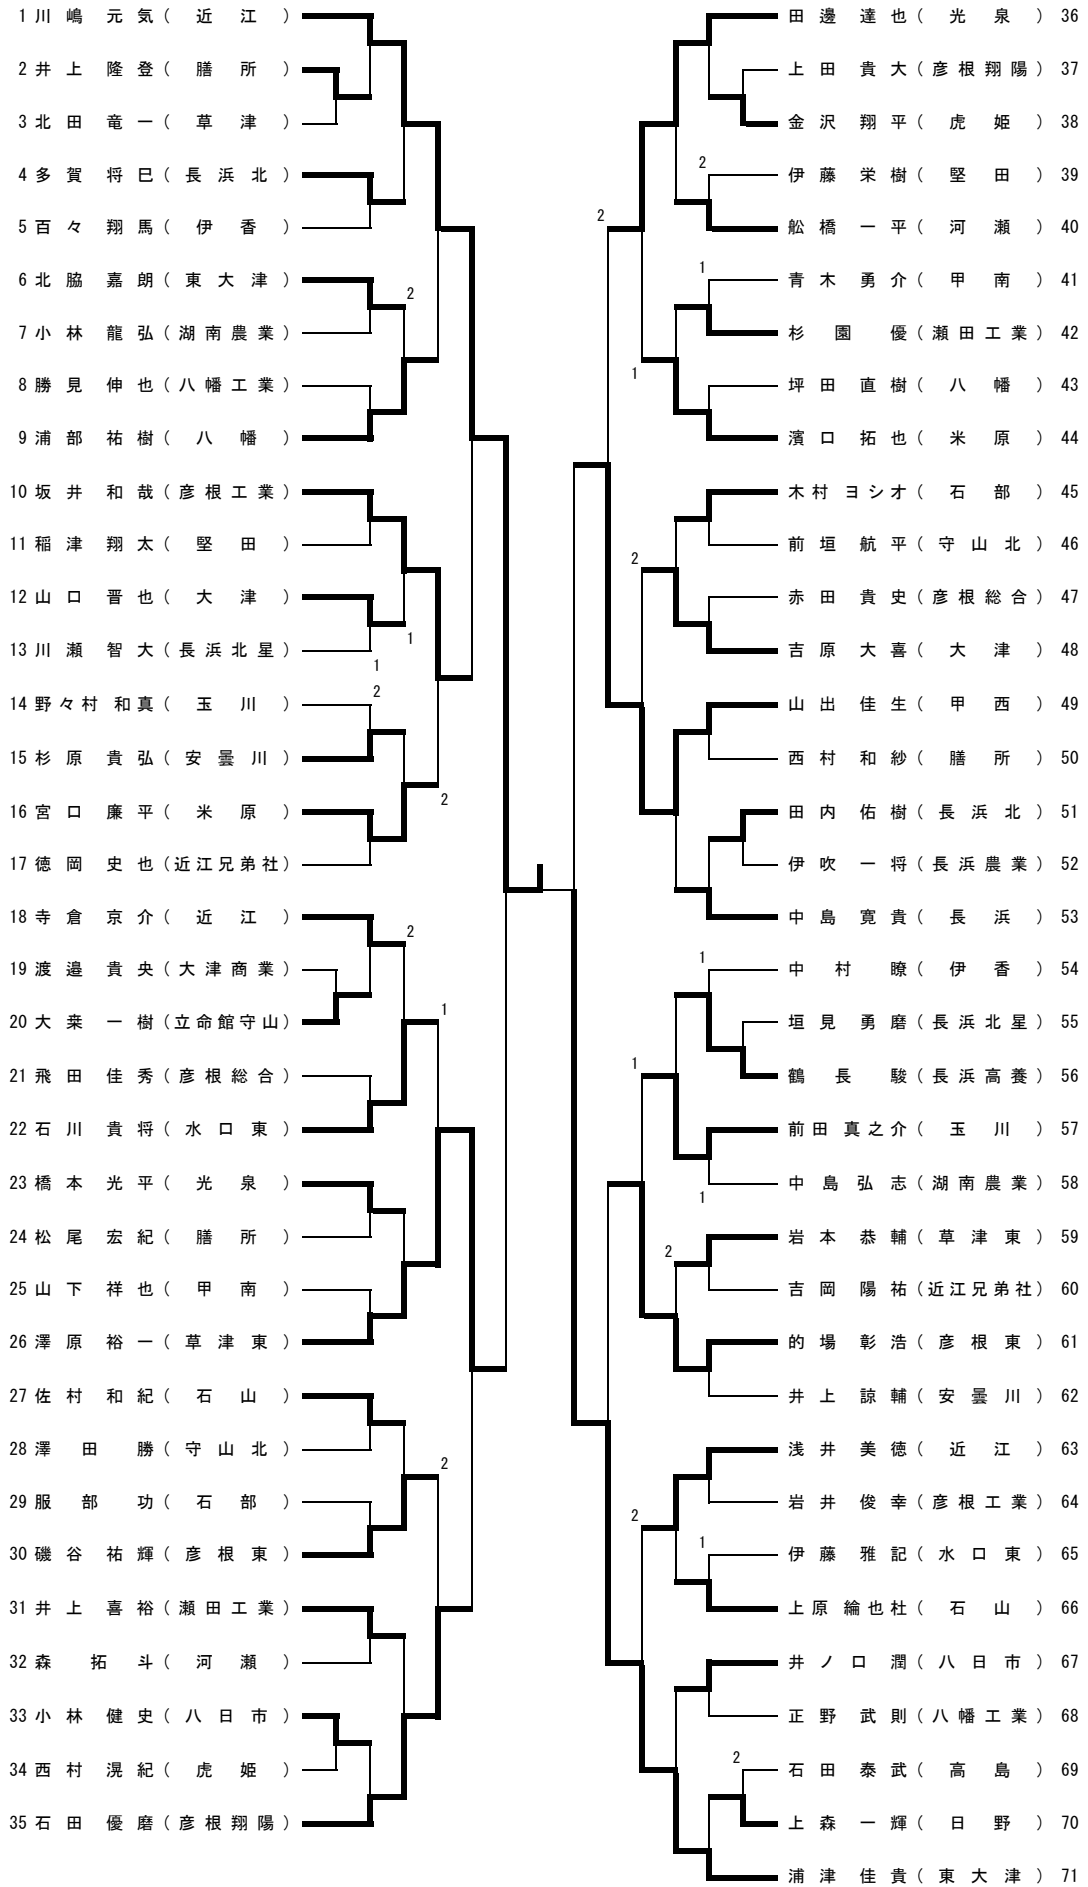 1 川嶋元気（近江）
2 井上隆登（膳所）
3 北田竜一（草津）
4 多賀将巳（長浜北）
5 百々翔馬（伊香）
6 北脇嘉朗（東大津）
2
7 小林龍弘（湖南農業）
8 勝見伸也（八幡工業）
9 浦部祐樹（八幡）
10 坂井和哉（彦根工業）
11 稲津翔太（堅田）
12 山口晋也（大津）
1
13 川瀬智大（長浜北星）
1
2
14 野々村和真（玉川）
15 杉原貴弘（安曇川）
2
16 宮口廉平（米原）
17 徳岡史也（近江兄弟社）
18 寺倉京介（近江）
2
19 渡邉貴央（大津商業）
1
20 大桒一樹（立命館守山）
21 飛田佳秀（彦根総合）
22 石川貴将（水口東）
23 橋本光平（光泉）
24 松尾宏紀（膳所）
25 山下祥也（甲南）
26 澤原裕一（草津東）
27 佐村和紀（石山）
28 澤田勝（守山北）
2
29 服部功（石部）
30 磯谷祐輝（彦根東）
31 井上喜裕（瀬田工業）
32 森拓斗（河瀬）
33 小林健史（八日市）
34 西村滉紀（虎姫）
35 石田優磨（彦根翔陽）
田邊達也（光泉） 36
上田貴大（彦根翔陽） 37
金沢翔平（虎姫） 38
2
伊藤栄樹（堅田） 39
2
舩橋一平（河瀬） 40
1
青木勇介（甲南） 41
杉園優（瀬田工業） 42
1
坪田直樹（八幡） 43
濱口拓也（米原） 44
木村ヨシオ（石部） 45
前垣航平（守山北） 46
2
赤田貴史（彦根総合） 47
吉原大喜（大津） 48
山出佳生（甲西） 49
西村和紗（膳所） 50
田内佑樹（長浜北） 51
伊吹一将（長浜農業） 52
中島寛貴（長浜） 53
1
中村瞭（伊香） 54
垣見勇磨（長浜北星） 55
1
鶴長駿（長浜高養） 56
前田真之介（玉川） 57
中島弘志（湖南農業） 58
1
岩本恭輔（草津東） 59
2
吉岡陽祐（近江兄弟社） 60
的場彰浩（彦根東） 61
井上諒輔（安曇川） 62
浅井美徳（近江） 63
岩井俊幸（彦根工業） 64
2
1
伊藤雅記（水口東） 65
上原綸也杜（石山） 66
井ノ口潤（八日市） 67
正野武則（八幡工業） 68
2
石田泰武（高島） 69
上森一輝（日野） 70
浦津佳貴（東大津） 71